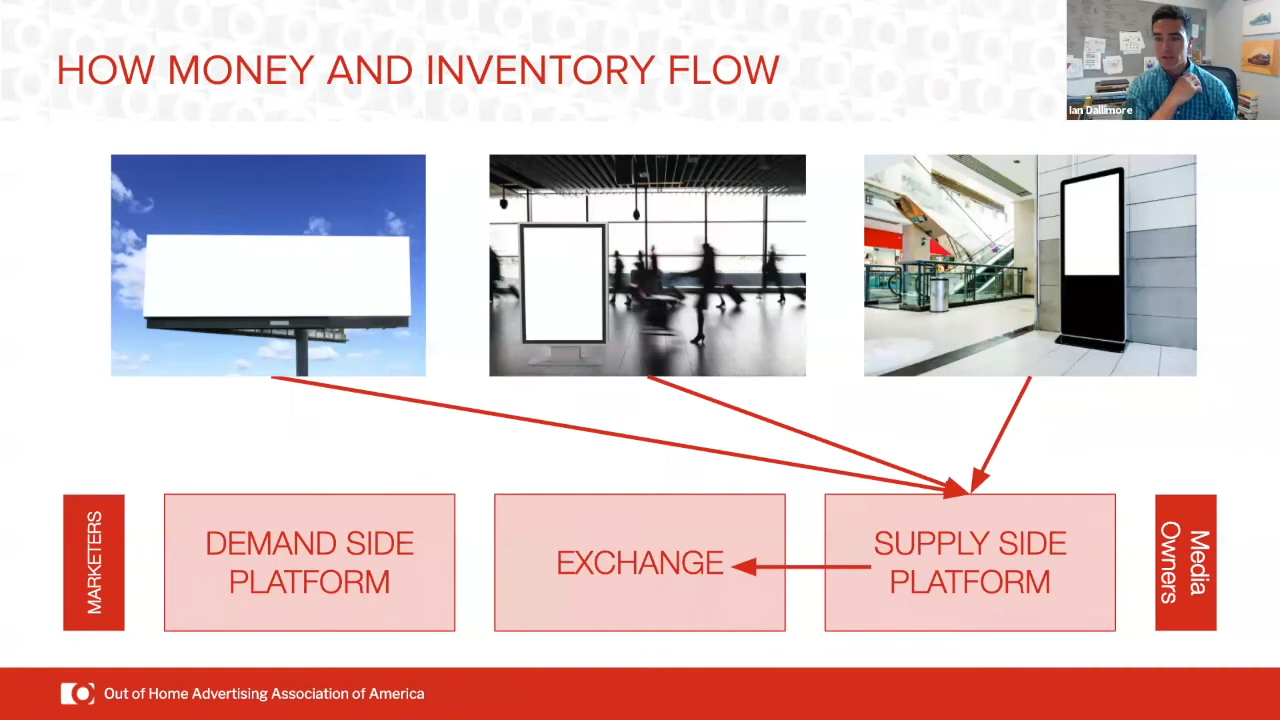 HOW MONEY AND INVENTORY FLOW
Ian Dallimore
MARKETERS
DEMAND SIDE
PLATFORM
EXCHANGE
SUPPLY SIDE
PLATFORM
Media
Owners
Out of Home Advertising Association of America